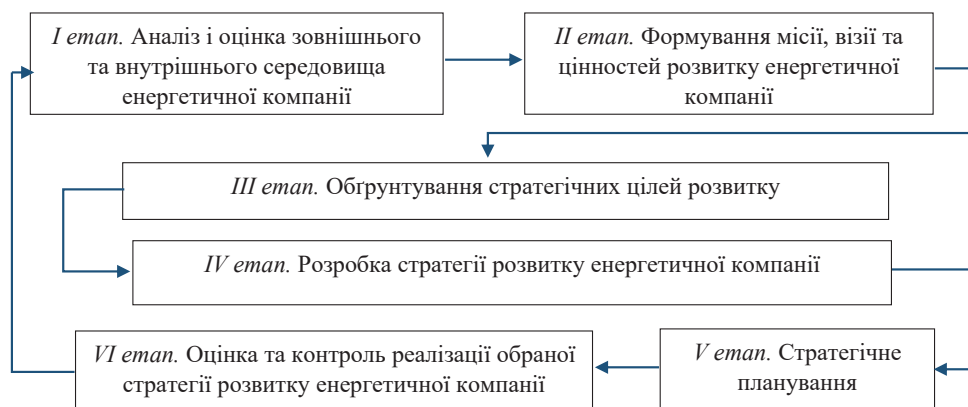 I етап. Аналіз і оцінка зовнішнього
та внутрішнього середовища
енергетичної компанії
II етап. Формування місії, візії та
цінностей розвитку енергетичної
компанії
III етап. Обґрунтування стратегічних цілей розвитку
IV етап. Розробка стратегії розвитку енергетичної компанії
V етап. Стратегічне
планування
VI етап. Оцінка та контроль реалізації обраної
стратегії розвитку енергетичної компанії